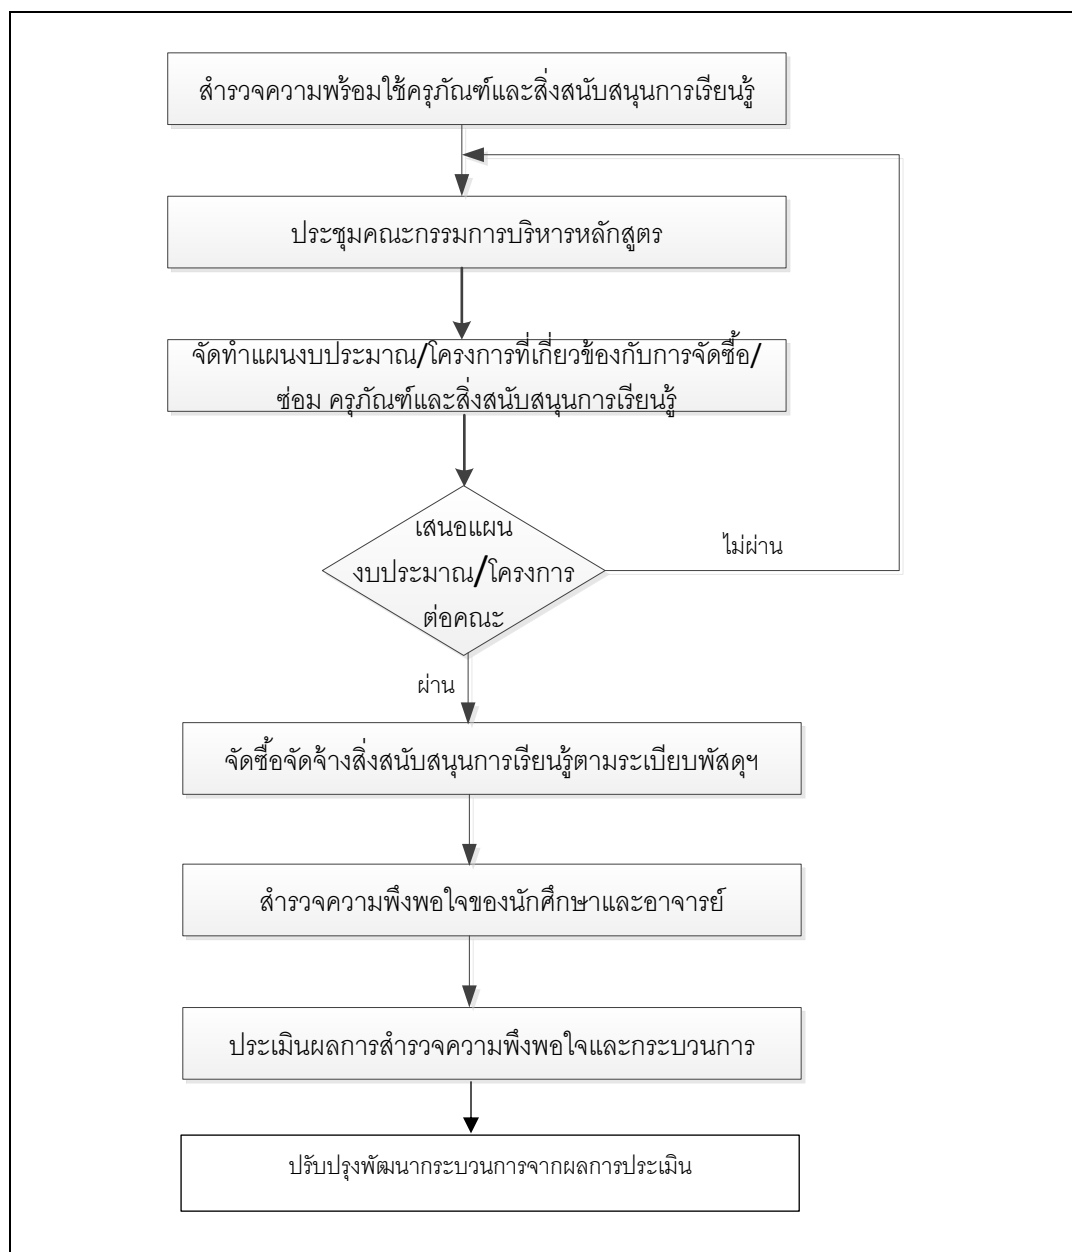 สำรวจความพร้อมใช้ครุภัณฑ์และสิ่งสนับสนุนการเรียนรู้
ประชุมคณะกรรมการบริหารหลักสูตร
จัดทำแผนงบประมาณ/โครงการที่เกี่ยวข้องกับการจัดซื้อ/
ซ่อม ครุภัณฑ์และสิ่งสนับสนุนการเรียนรู้
เสนอแผน
งบประมาณ/โครงการ
ต่อคณะ
ไม่ผ่าน
ผ่าน
จัดซื้อจัดจ้างสิ่งสนับสนุนการเรียนรู้ตามระเบียบพัสดุฯ
สำรวจความพึงพอใจของนักศึกษาและอาจารย์
ประเมินผลการสำรวจความพึงพอใจและกระบวนการ
ปรับปรุงพัฒนากระบวนการจากผลการประเมิน